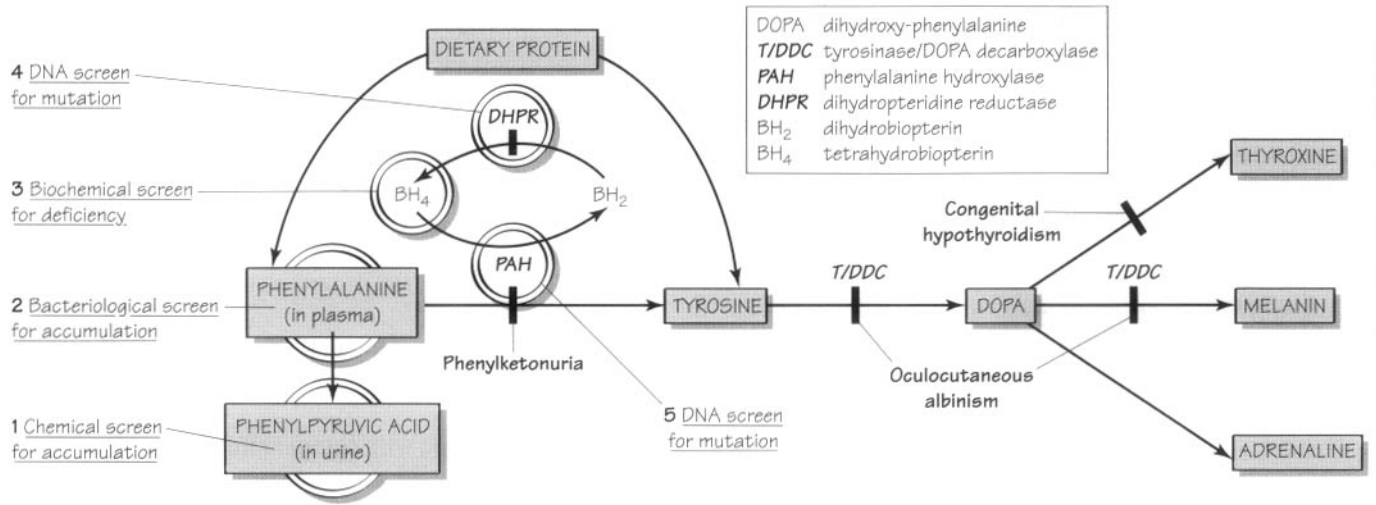 DIETARY PROTEIN
DOPA dihydroxy-phenylalanine
T/DDC tyrosinase/DOPA decarboxylase
PAH phenylalanine hydroxylase
DHPR dihydropteridine reductase
BH₂ dihydrobiopterin
BH₄ tetrahydrobiopterin
4 DNA screen
for mutation
DHPR
3 Biochemical screen
for deficiency
BH₄
BH₂
PAH
2 Bacteriological screen
for accumulation
PHENYLALANINE
(in plasma)
Phenylketonuria
1 Chemical screen
for accumulation
PHENYLPYRUVIC ACID
(in urine)
5 DNA screen
for mutation
TYROSINE
T/DDC
DOPA
Congenital
hypothyroidism
T/DDC
Oculocutaneous
albinism
THYROXINE
MELANIN
ADRENALINE